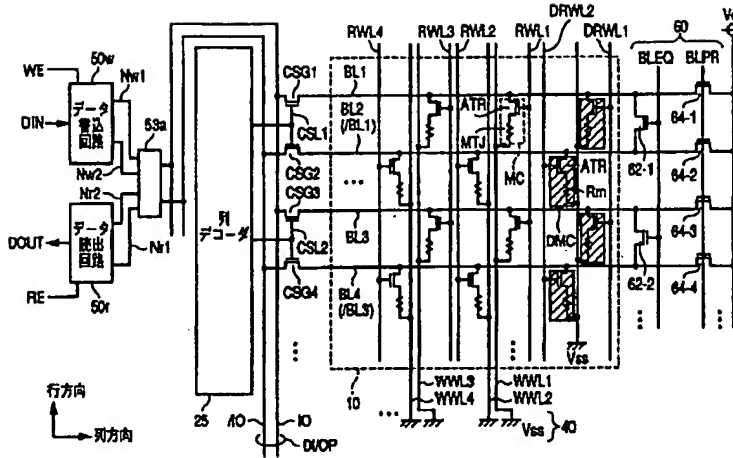 DRWL2
RWL4
RWL3
RWL2
RWL1
DRWL1
60
BLEQ
BLPR
50w
WE
Nw1
DIN
データ
書込
回路
53a
Nw2
Nr2
DOUT
データ
読出
回路
Nr1
RE
50r
CSG1
BL1
BL2
(/BL1)
CSL1
CSG2
...
CSG3
BL3
CSL2
CSG4
BL4
(/BL3)
列
デコーダ
ATR
MTJ
MC
ATR
Rm
DMC
62-1
62-2
64-1
64-2
64-3
64-4
Vss
10
25
/IO
IO
DI/OP
WWL3
WWL4
WWL1
WWL2
...
Vss
40
行方向
列方向